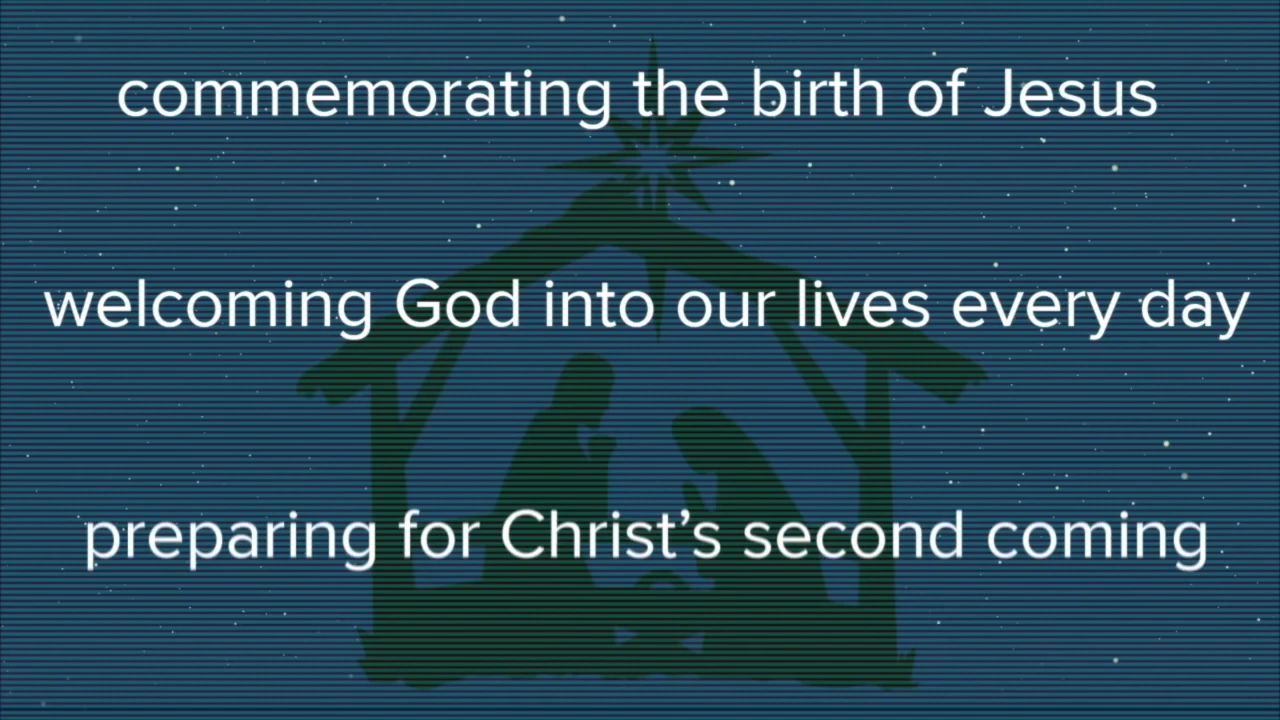 commemorating the birth of Jesus
welcoming God into our lives every day
preparing for Christ’s second coming